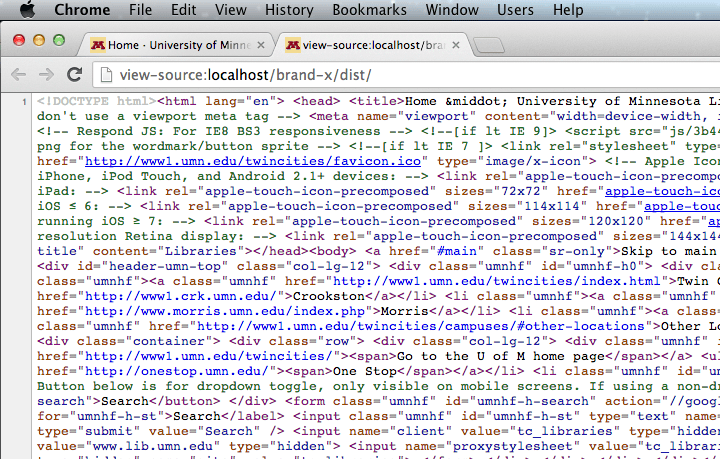 Chrome File Edit View History Bookmarks Window Users Help
Home · University of Minne
view-source:localhost/bra
view-source:localhost/brand-x/dist/
1 <!DOCTYPE html><html lang="en"> <head> <title>Home &middot; University of Minnesota Li
don't use a viewport meta tag --> <meta name="viewport" content="width=device-width, i
<!-- Respond JS: For IE8 BS3 responsiveness --> <!--[if lt IE 9]> <script src="js/3b44
png for the wordmark/button sprite --> <!--[if lt IE 7 ]> <link rel="stylesheet" type=
href="http://www1.umn.edu/twincities/favicon.ico" type="image/x-icon"> <!-- Apple Icon
iPhone, iPod Touch, and Android 2.1+ devices: --> <link rel="apple-touch-icon-precompo
iPad: --> <link rel="apple-touch-icon-precomposed" sizes="72x72" href="apple-touch-ico
iOS ≤ 6: --> <link rel="apple-touch-icon-precomposed" sizes="114x114" href="apple-touc
running iOS ≥ 7: --> <link rel="apple-touch-icon-precomposed" sizes="120x120" href="ap
resolution Retina display: --> <link rel="apple-touch-icon-precomposed" sizes="144x144
title" content="Libraries"></head><body> <a href="#main" class="sr-only">Skip to main
<div id="header-umn-top" class="col-lg-12"> <div class="umnhf" id="umnhf-h0"> <div cla
class="umnhf"><a class="umnhf" href="http://www1.umn.edu/twincities/index.html">Twin C
href="http://www1.crk.umn.edu/">Crookston</a></li> <li class="umnhf"><a class="umnhf"
href="http://www.morris.umn.edu/index.php">Morris</a></li> <li class="umnhf"><a class=
class="umnhf" href="http://www1.umn.edu/twincities/campuses/#other-locations">Other Lo
<div class="container"> <div class="row"> <div class="col-lg-12"> <div class="umnhf" i
href="http://www1.umn.edu/twincities/"><span>Go to the U of M home page</span></a> <ul
href="http://onestop.umn.edu/"><span>One Stop</span></a></li> <li class="umnhf" id="um
Button below is for dropdown toggle, only visible on mobile screens. If using a non-di
search">Search</button> </div> <form class="umnhf" id="umnhf-h-search" action="//googl
for="umnhf-h-st">Search</label> <input class="umnhf" id="umnhf-h-st" type="text" name=
type="submit" value="Search" /> <input name="client" value="tc_libraries" type="hidden
value="www.lib.umn.edu" type="hidden"> <input name="proxystylesheet" value="tc_librari